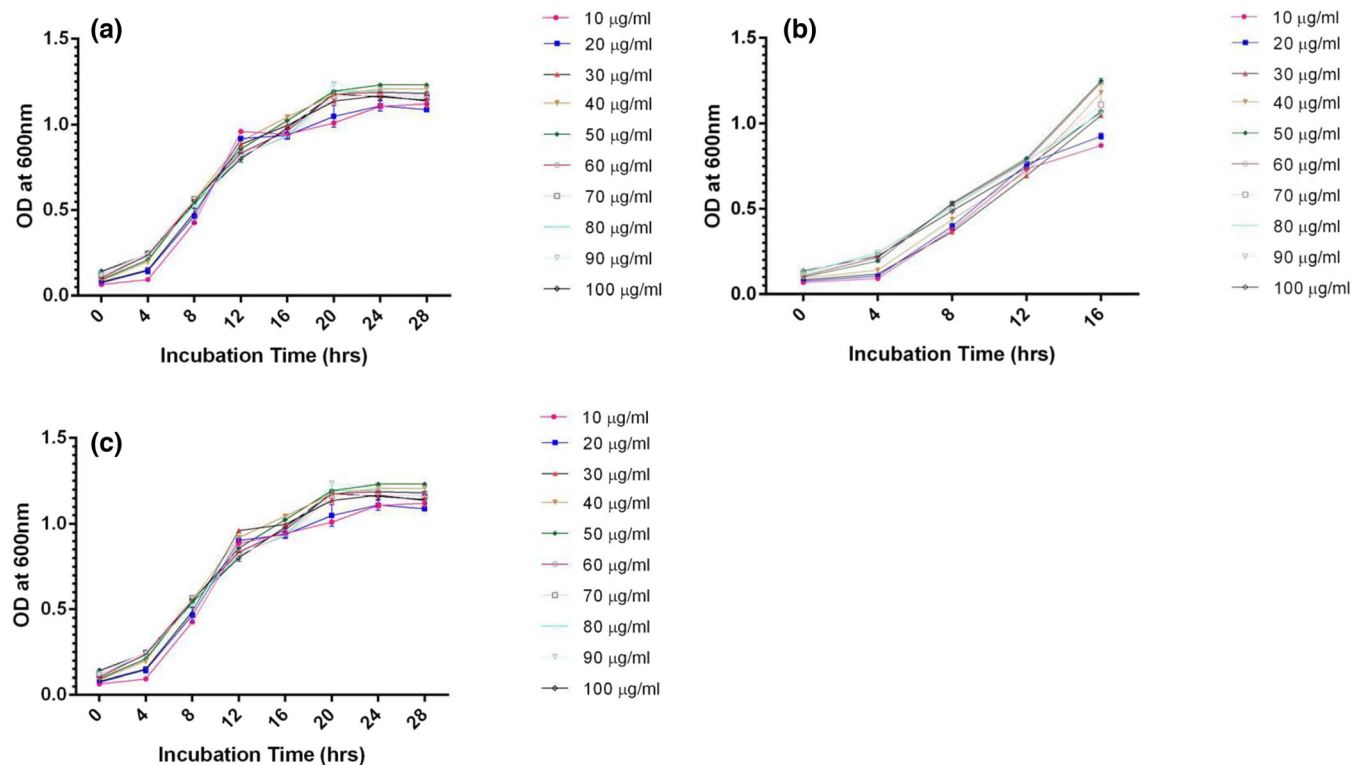 (a)
1.5
1.0
0.5
0.0
OD at 600nm
0 4 8 12 16 20 24 28
Incubation Time (hrs)
10 μg/ml
20 μg/ml
30 μg/ml
40 μg/ml
50 μg/ml
60 μg/ml
70 μg/ml
80 μg/ml
90 μg/ml
100 μg/ml
(b)
1.5
1.0
0.5
0.0
OD at 600nm
0 4 8 12 16
Incubation Time (hrs)
10 μg/ml
20 μg/ml
30 μg/ml
40 μg/ml
50 μg/ml
60 μg/ml
70 μg/ml
80 μg/ml
90 μg/ml
100 μg/ml
(c)
1.5
1.0
0.5
0.0
OD at 600nm
0 4 8 12 16 20 24 28
Incubation Time (hrs)
10 μg/ml
20 μg/ml
30 μg/ml
40 μg/ml
50 μg/ml
60 μg/ml
70 μg/ml
80 μg/ml
90 μg/ml
100 μg/ml